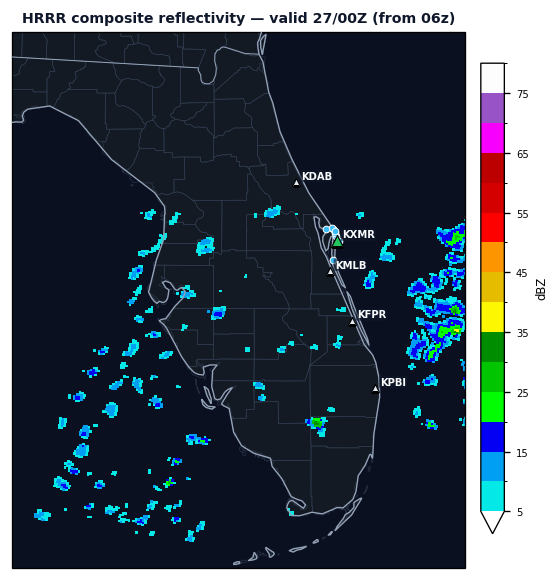 HRRR composite reflectivity — valid 27/00Z (from 06z)
KDAB
KXMR
KMLB
KFPR
KPBI
75
65
55
45
35
25
15
5
dBZ